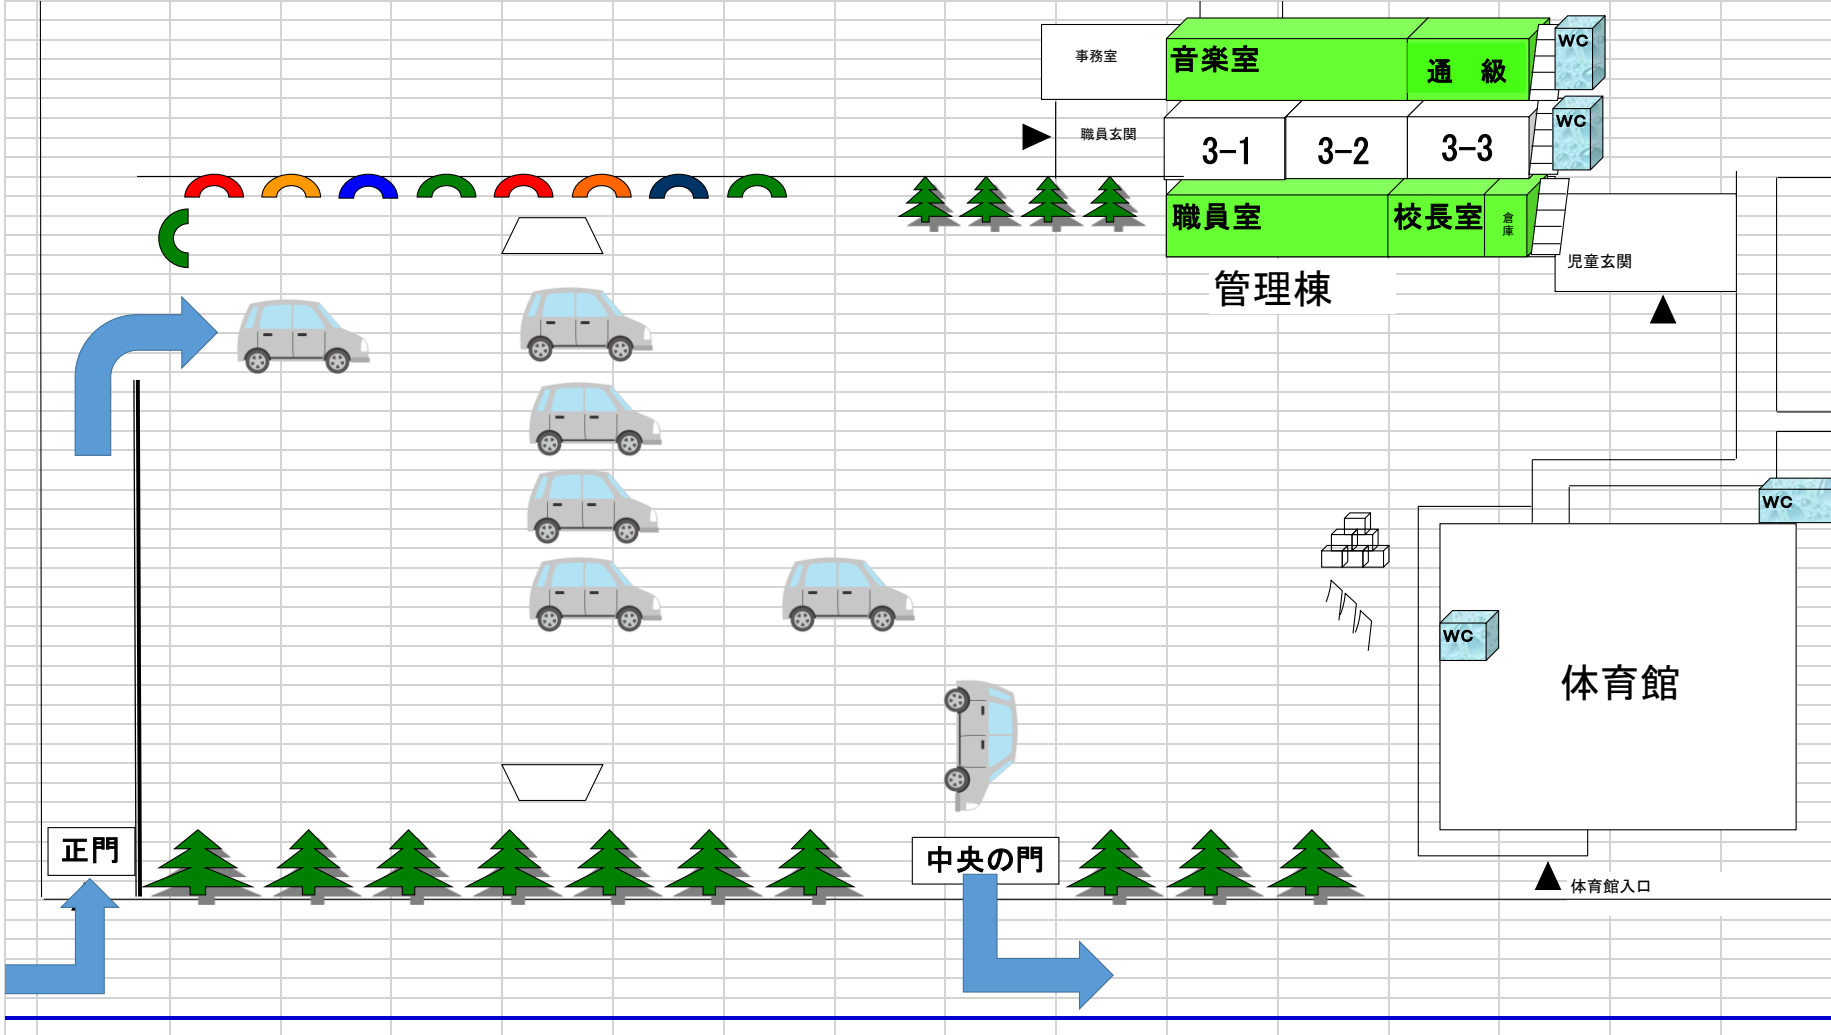 事務室
音楽室
通　級
WC
職員玄関
3-1
3-2
3-3
WC
職員室
校長室
倉庫
児童玄関
管理棟
WC
WC
体育館
正門
中央の門
体育館入口